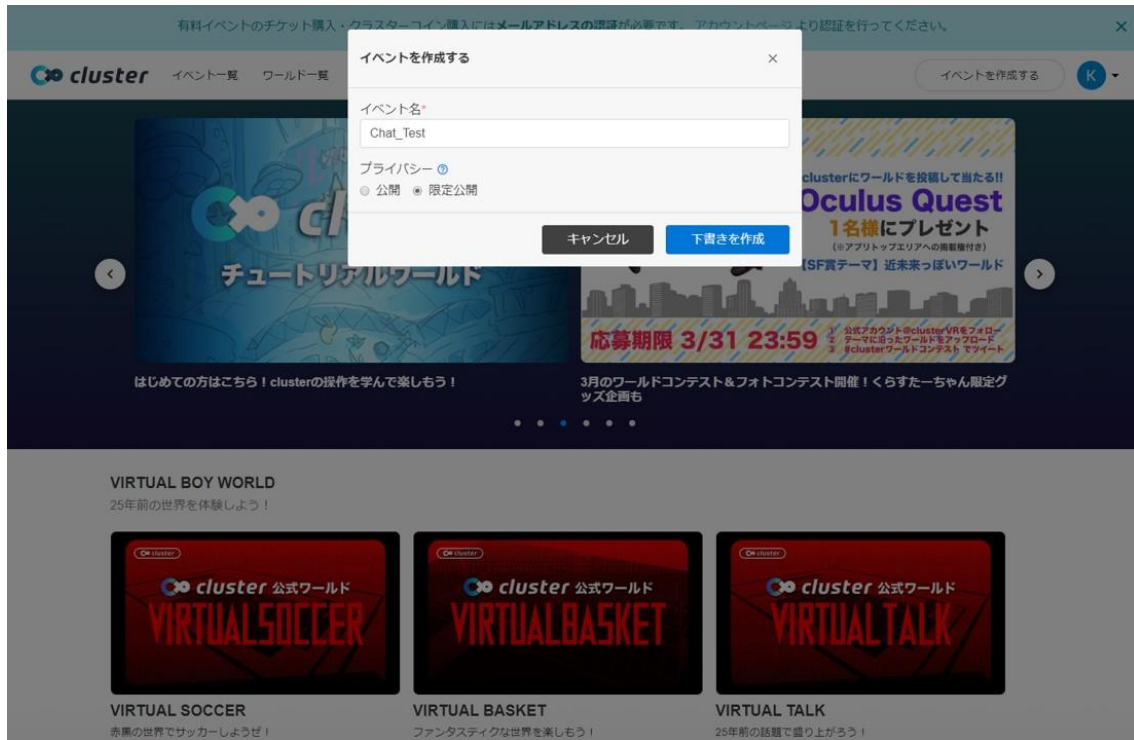 有料イベントのチケット購入・クラスターコイン購入にはメールアドレスの認証が必要です。 アカウントページ より認証を行ってください。
×
イベントを作成する
×
cluster
イベント一覧
ワールド一覧
イベントを作成する
K
イベント名*
Chat_Test
プライバシー
公開
限定公開
キャンセル
下書きを作成
チュートリアルワールド
clusterにワールドを投稿して当たる!!
Oculus Quest
1名様にプレゼント
(※アプリトップエリアへの掲載権付き)
【SF賞テーマ】近未来っぽいワールド
応募期限 3/31 23:59
1 公式アカウント@clusterVRをフォロー
2 テーマに沿ったワールドをアップロード
3 #clusterワールドコンテスト でツイート
はじめての方はこちら！clusterの操作を学んで楽しもう！
3月のワールドコンテスト＆フォトコンテスト開催！くらすたーちゃん限定グ
ッズ企画も
VIRTUAL BOY WORLD
25年前の世界を体験しよう！
cluster
cluster 公式ワールド
VIRTUAL SOCCER
cluster
cluster 公式ワールド
VIRTUAL BASKET
cluster
cluster 公式ワールド
VIRTUAL TALK
VIRTUAL SOCCER
赤黒の世界でサッカーしようぜ！
VIRTUAL BASKET
ファンタスティクな世界を楽しもう！
VIRTUAL TALK
25年前の話題で盛り上がろう！